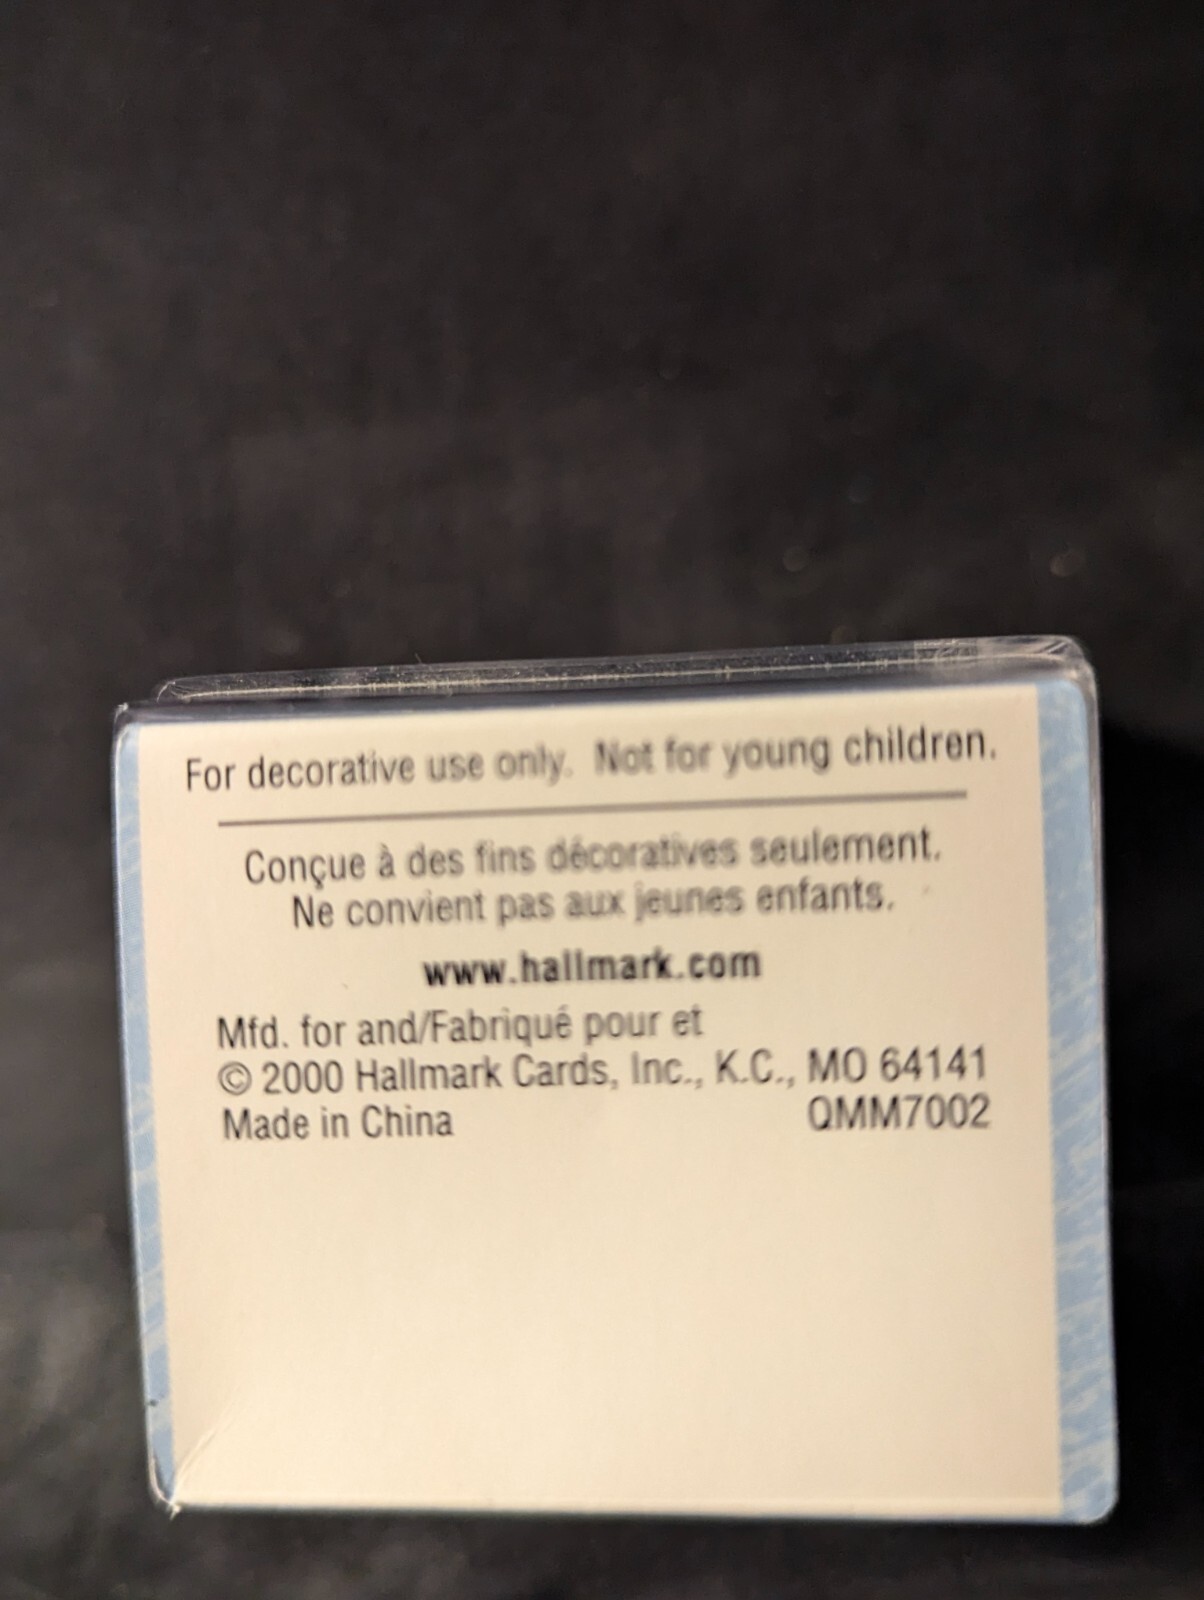 For decorative use only. Not for young children.
Conçue à des fins décoratives seulement.
Ne convient pas aux jeunes enfants.
www.hallmark.com
Mfd. for and/Fabriqué pour et
© 2000 Hallmark Cards, Inc., K.C., MO 64141
Made in China QMM7002